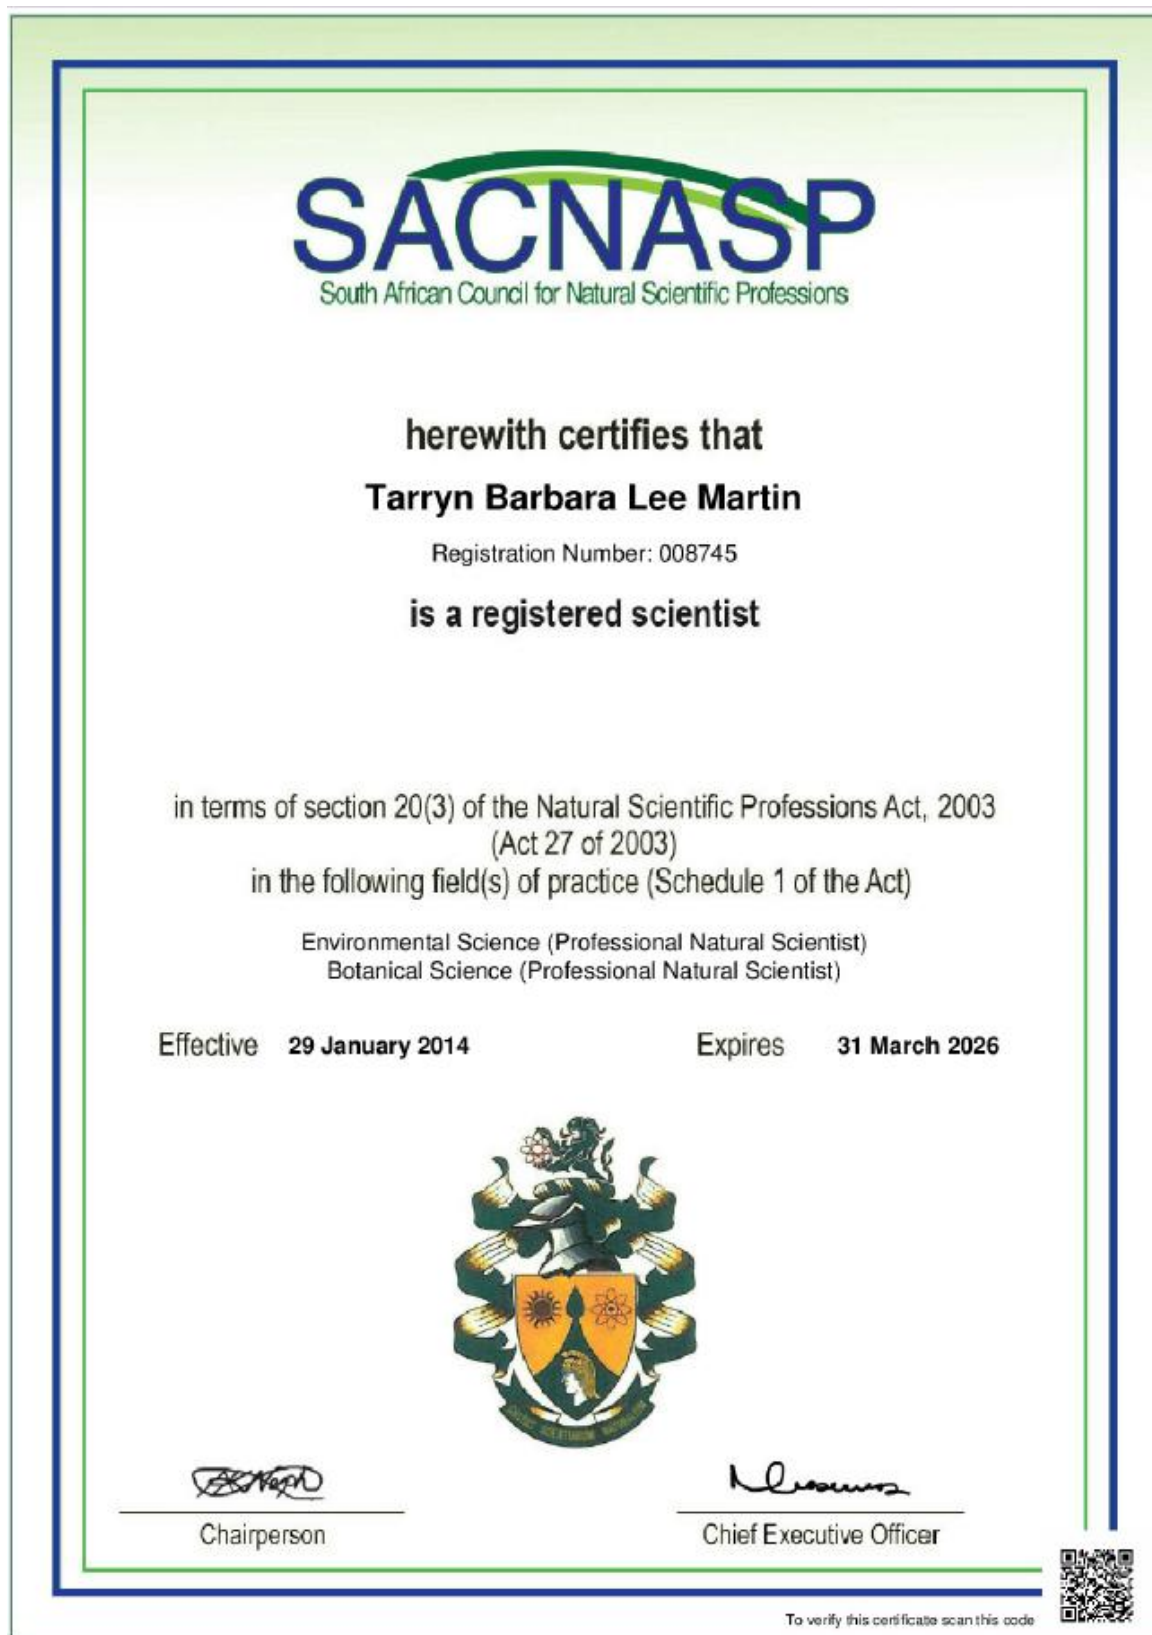 SACNASP
South African Council for Natural Scientific Professions
herewith certifies that
Tarryn Barbara Lee Martin
Registration Number: 008745
is a registered scientist
in terms of section 20(3) of the Natural Scientific Professions Act, 2003
(Act 27 of 2003)
in the following field(s) of practice (Schedule 1 of the Act)
Environmental Science (Professional Natural Scientist)
Botanical Science (Professional Natural Scientist)
Effective 29 January 2014 Expires 31 March 2026
Chairperson Chief Executive Officer
To verify this certificate scan this code